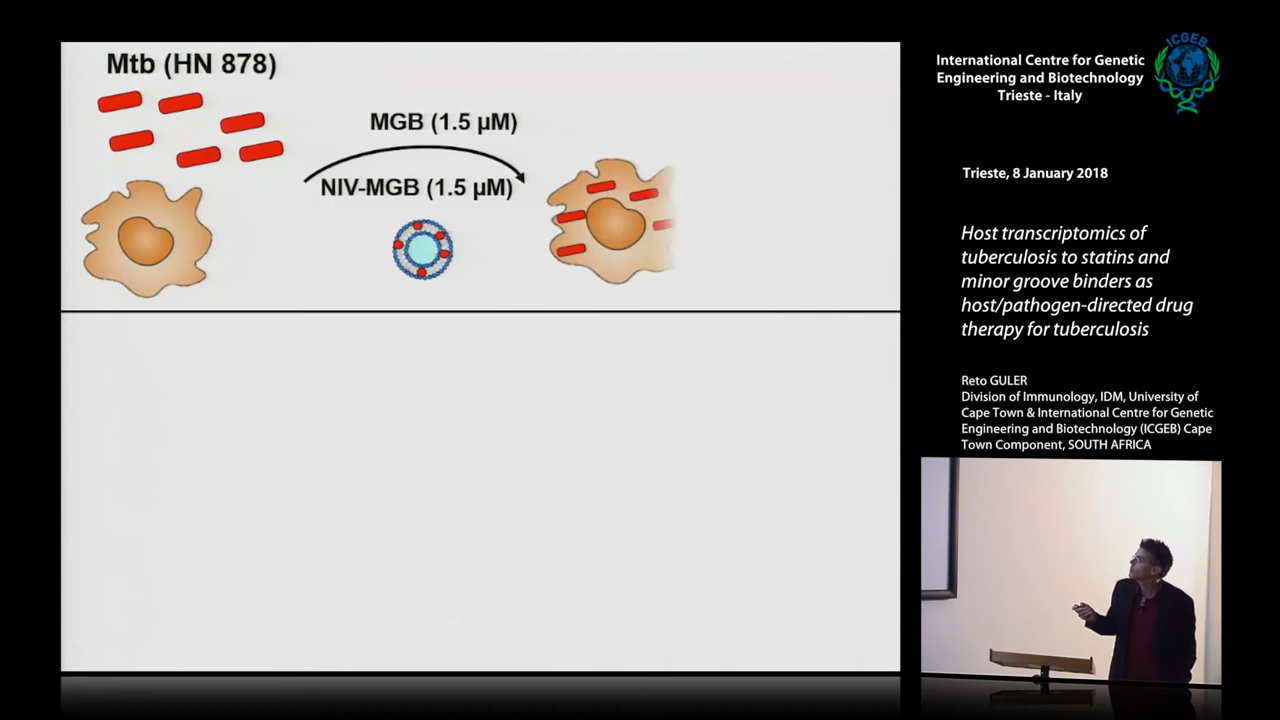 Mtb (HN 878)
MGB (1.5 µM)
NIV-MGB (1.5 µM)
International Centre for Genetic
Engineering and Biotechnology
Trieste - Italy
ICGEB
Trieste, 8 January 2018
Host transcriptomics of
tuberculosis to statins and
minor groove binders as
host/pathogen-directed drug
therapy for tuberculosis
Reto GULER
Division of Immunology, IDM, University of
Cape Town & International Centre for Genetic
Engineering and Biotechnology (ICGEB) Cape
Town Component, SOUTH AFRICA